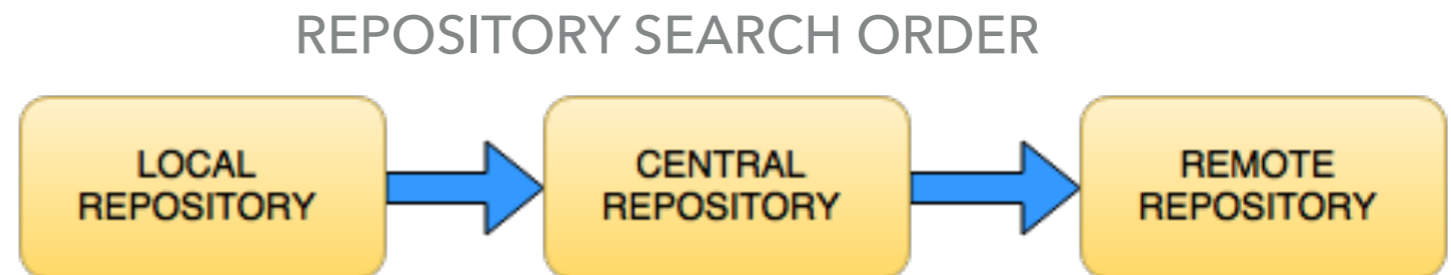 REPOSITORY SEARCH ORDER
LOCAL
REPOSITORY
CENTRAL
REPOSITORY
REMOTE
REPOSITORY